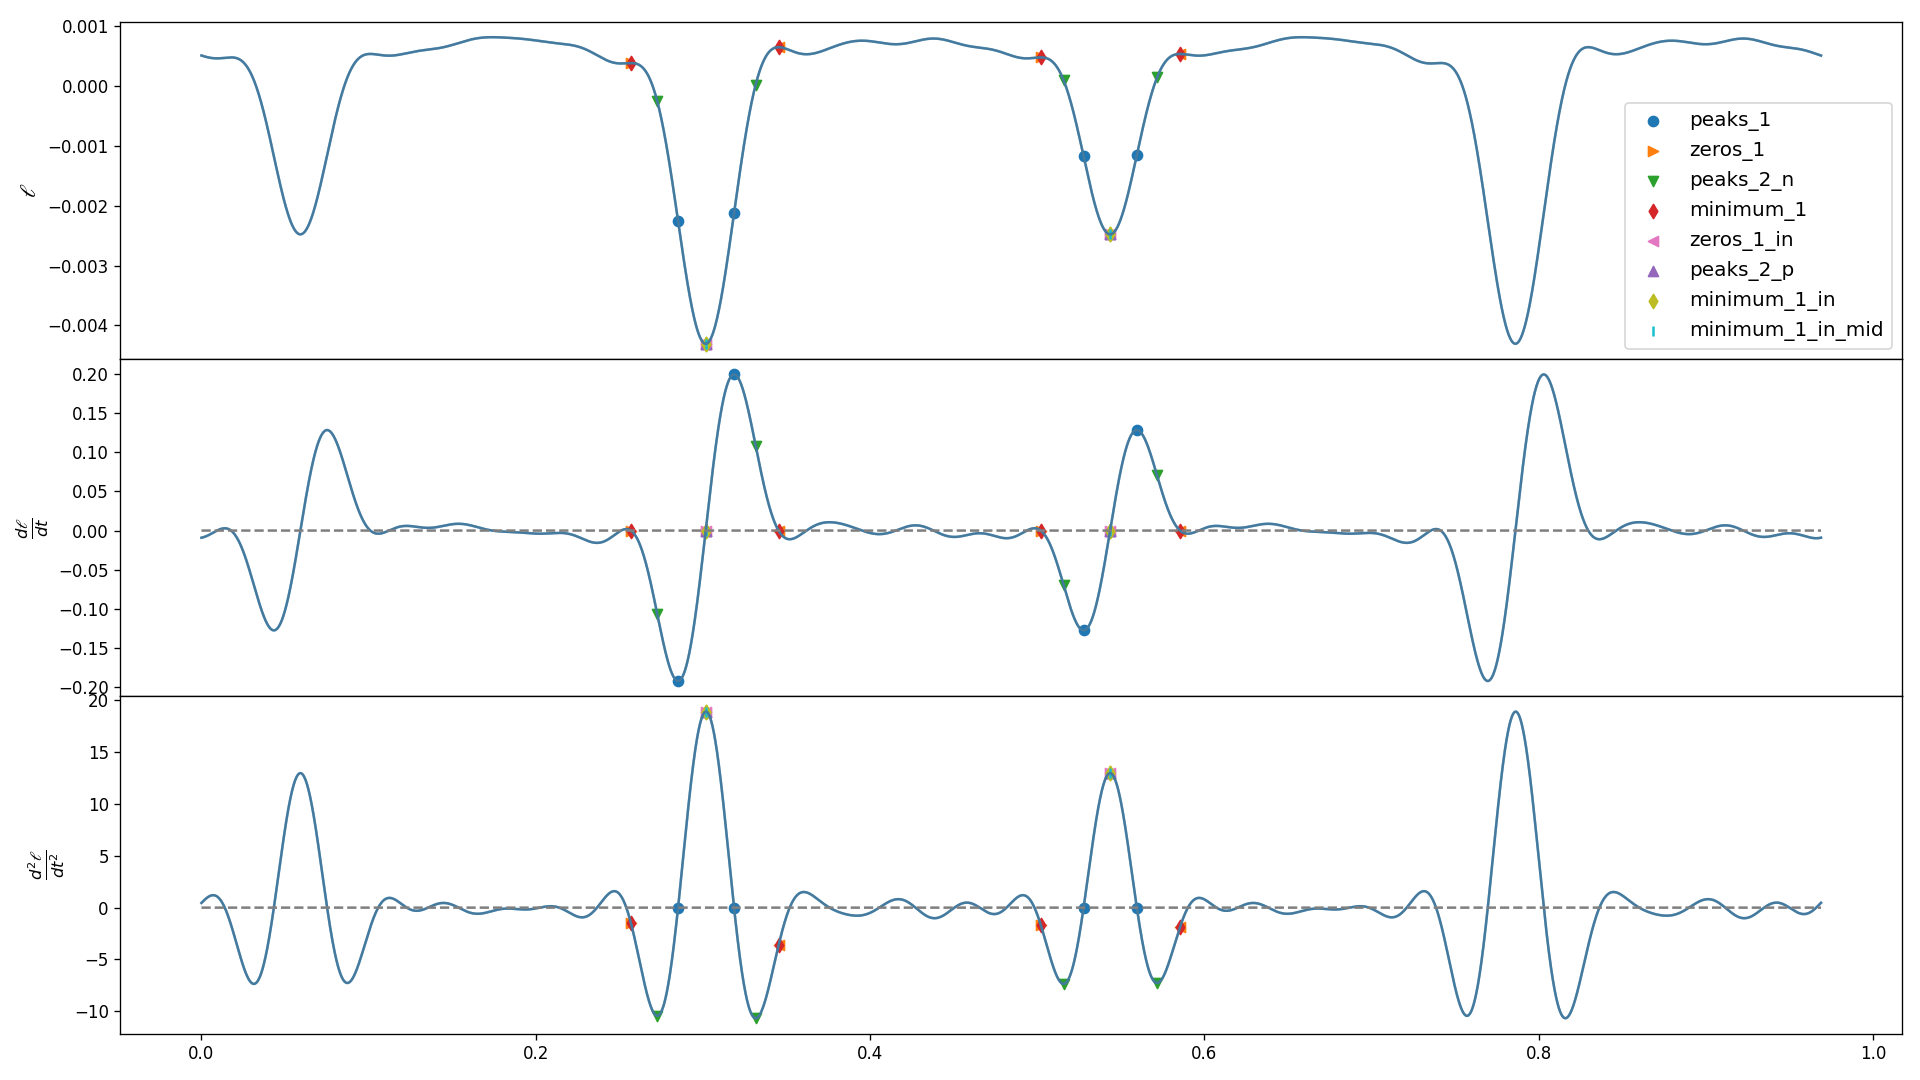 0.001
0.000
−0.001
−0.002
−0.003
−0.004
ℓ
peaks_1
zeros_1
peaks_2_n
minimum_1
zeros_1_in
peaks_2_p
minimum_1_in
minimum_1_in_mid
0.20
0.15
0.10
0.05
0.00
−0.05
−0.10
−0.15
−0.20
dℓ
dt
20
15
10
5
0
−5
−10
d²ℓ
dt²
0.0 0.2 0.4 0.6 0.8 1.0